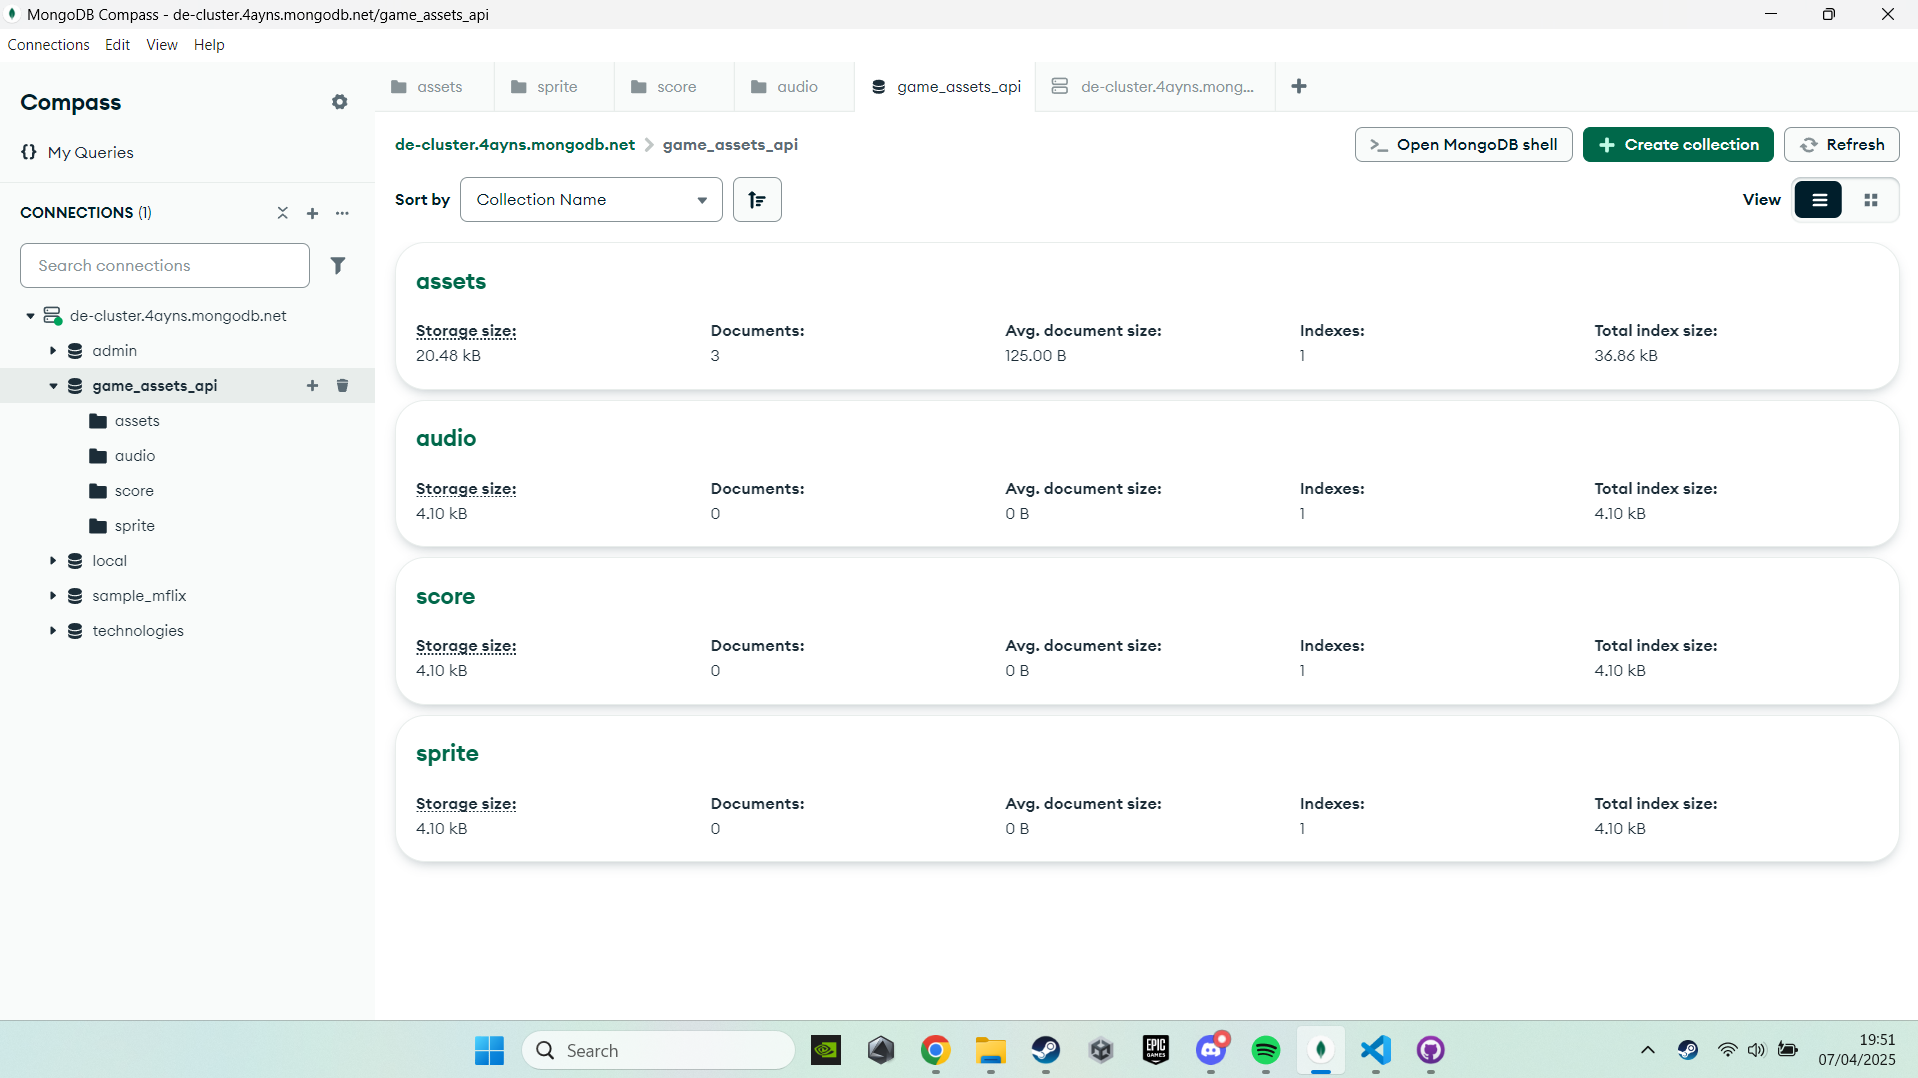 MongoDB Compass - de-cluster.4ayns.mongodb.net/game_assets_api
Connections Edit View Help
Compass
{} My Queries
CONNECTIONS (1)
Search connections
de-cluster.4ayns.mongodb.net
admin
game_assets_api
assets
audio
score
sprite
local
sample_mflix
technologies
assets sprite score audio game_assets_api de-cluster.4ayns.mong...
de-cluster.4ayns.mongodb.net > game_assets_api
>_ Open MongoDB shell + Create collection Refresh
Sort by Collection Name View
assets
Storage size: Documents: Avg. document size: Indexes: Total index size:
20.48 kB 3 125.00 B 1 36.86 kB
audio
Storage size: Documents: Avg. document size: Indexes: Total index size:
4.10 kB 0 0 B 1 4.10 kB
score
Storage size: Documents: Avg. document size: Indexes: Total index size:
4.10 kB 0 0 B 1 4.10 kB
sprite
Storage size: Documents: Avg. document size: Indexes: Total index size:
4.10 kB 0 0 B 1 4.10 kB
Search
EPIC
GAMES
19:51
07/04/2025